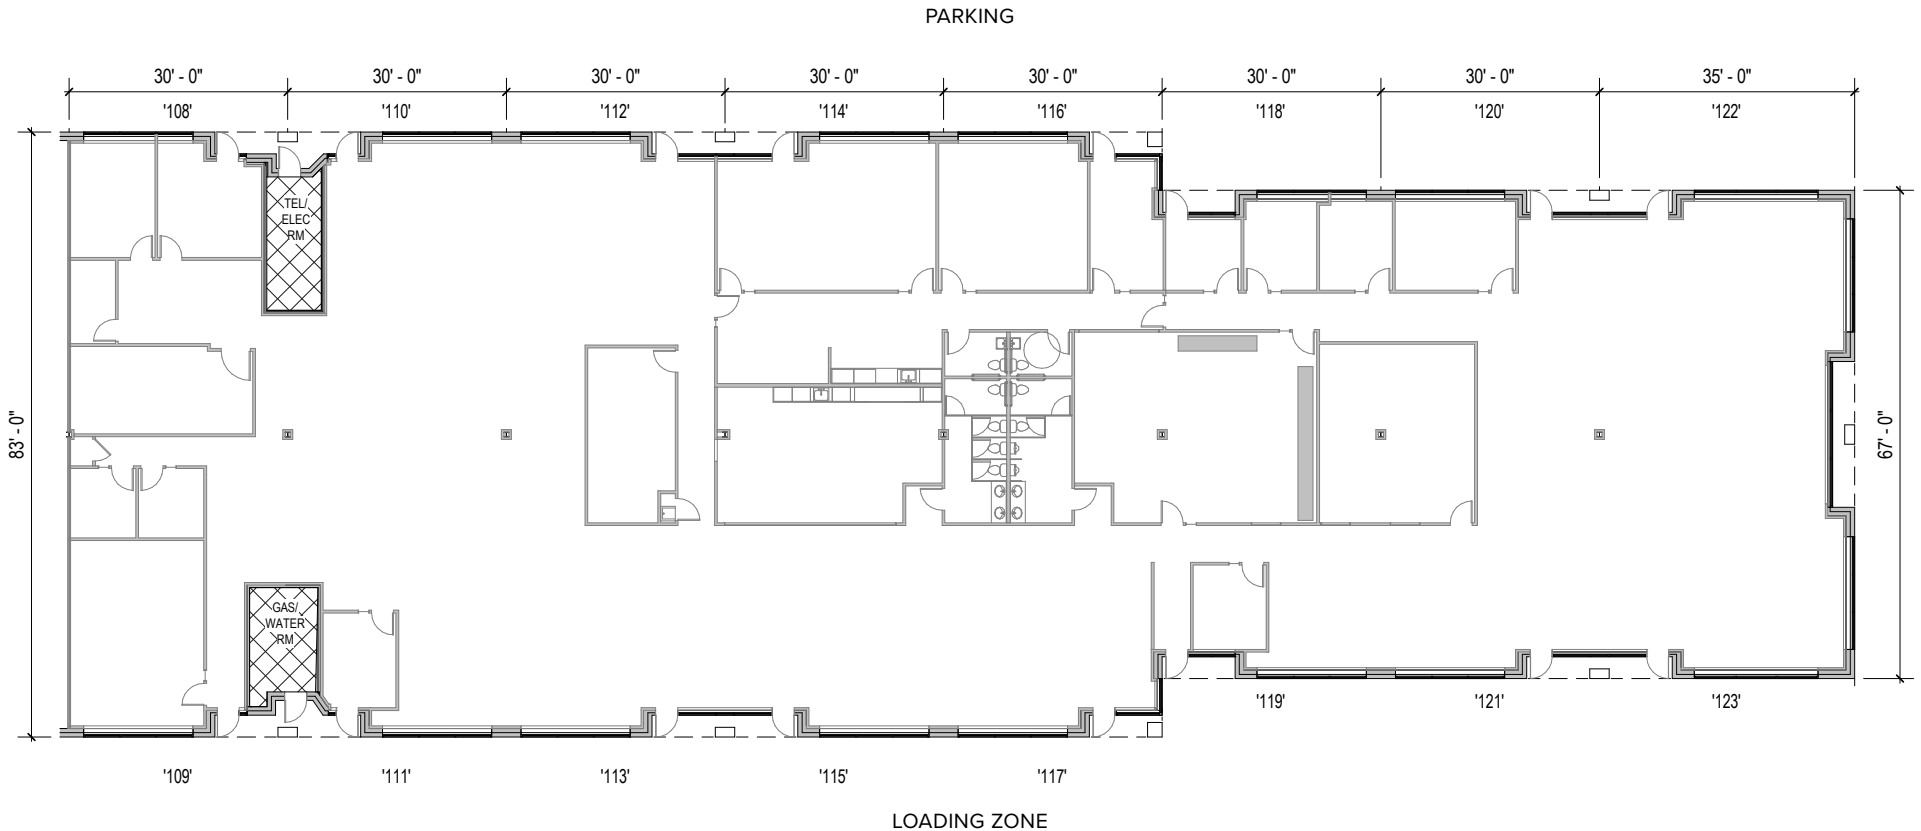 PARKING
30' - 0" 30' - 0" 30' - 0" 30' - 0" 30' - 0" 30' - 0" 30' - 0" 35' - 0"
'108' '110' '112' '114' '116' '118' '120' '122'
TEL/
ELEC
RM
83' - 0"
67' - 0"
GAS/
WATER
RM
'119' '121' '123'
'109' '111' '113' '115' '117'
LOADING ZONE